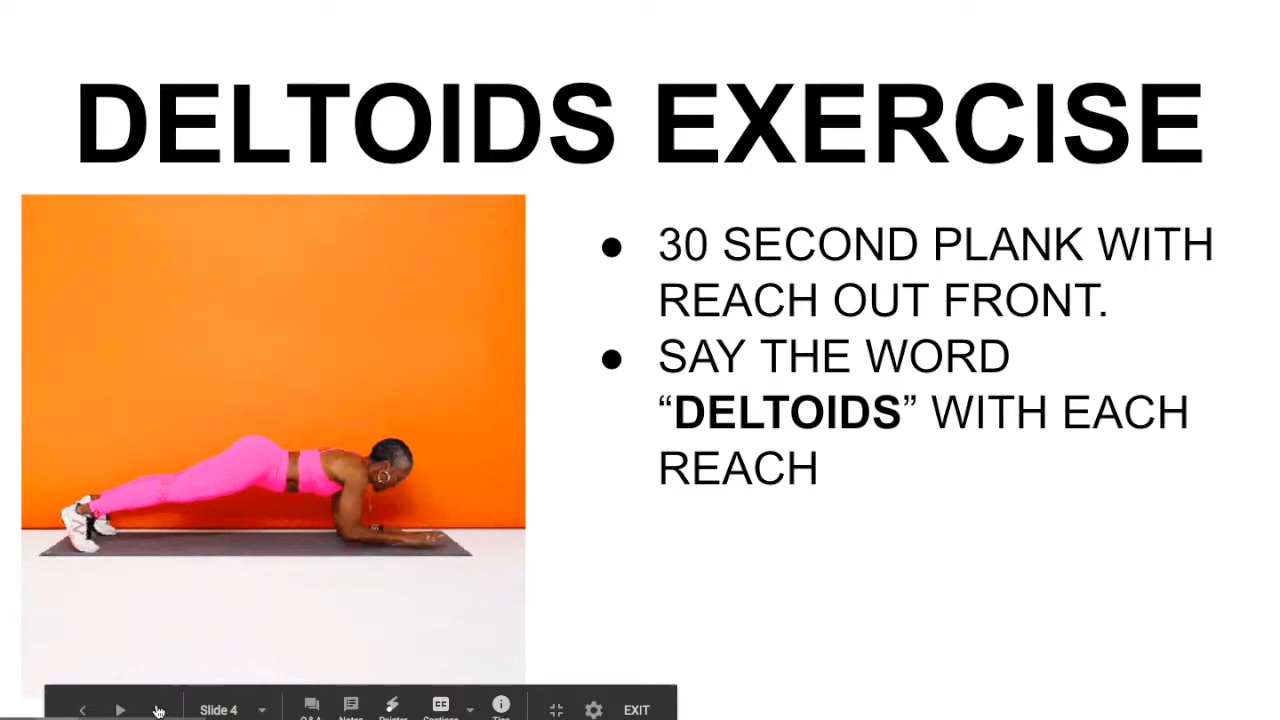 DELTOIDS EXERCISE
● 30 SECOND PLANK WITH
REACH OUT FRONT.
● SAY THE WORD
“DELTOIDS” WITH EACH
REACH
Slide 4
EXIT